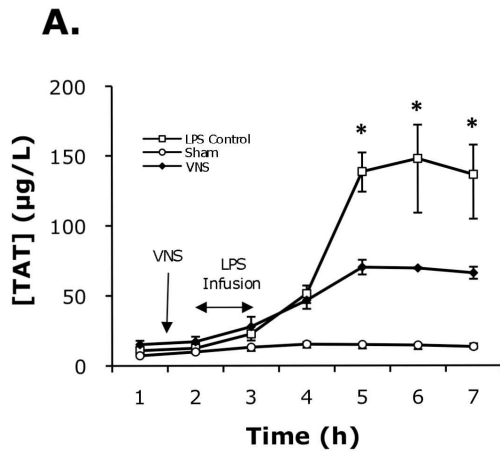 A.
200
150
100
50
0
[TAT] (µg/L)
LPS Control
Sham
VNS
VNS
LPS
Infusion
*
*
*
1 2 3 4 5 6 7
Time (h)